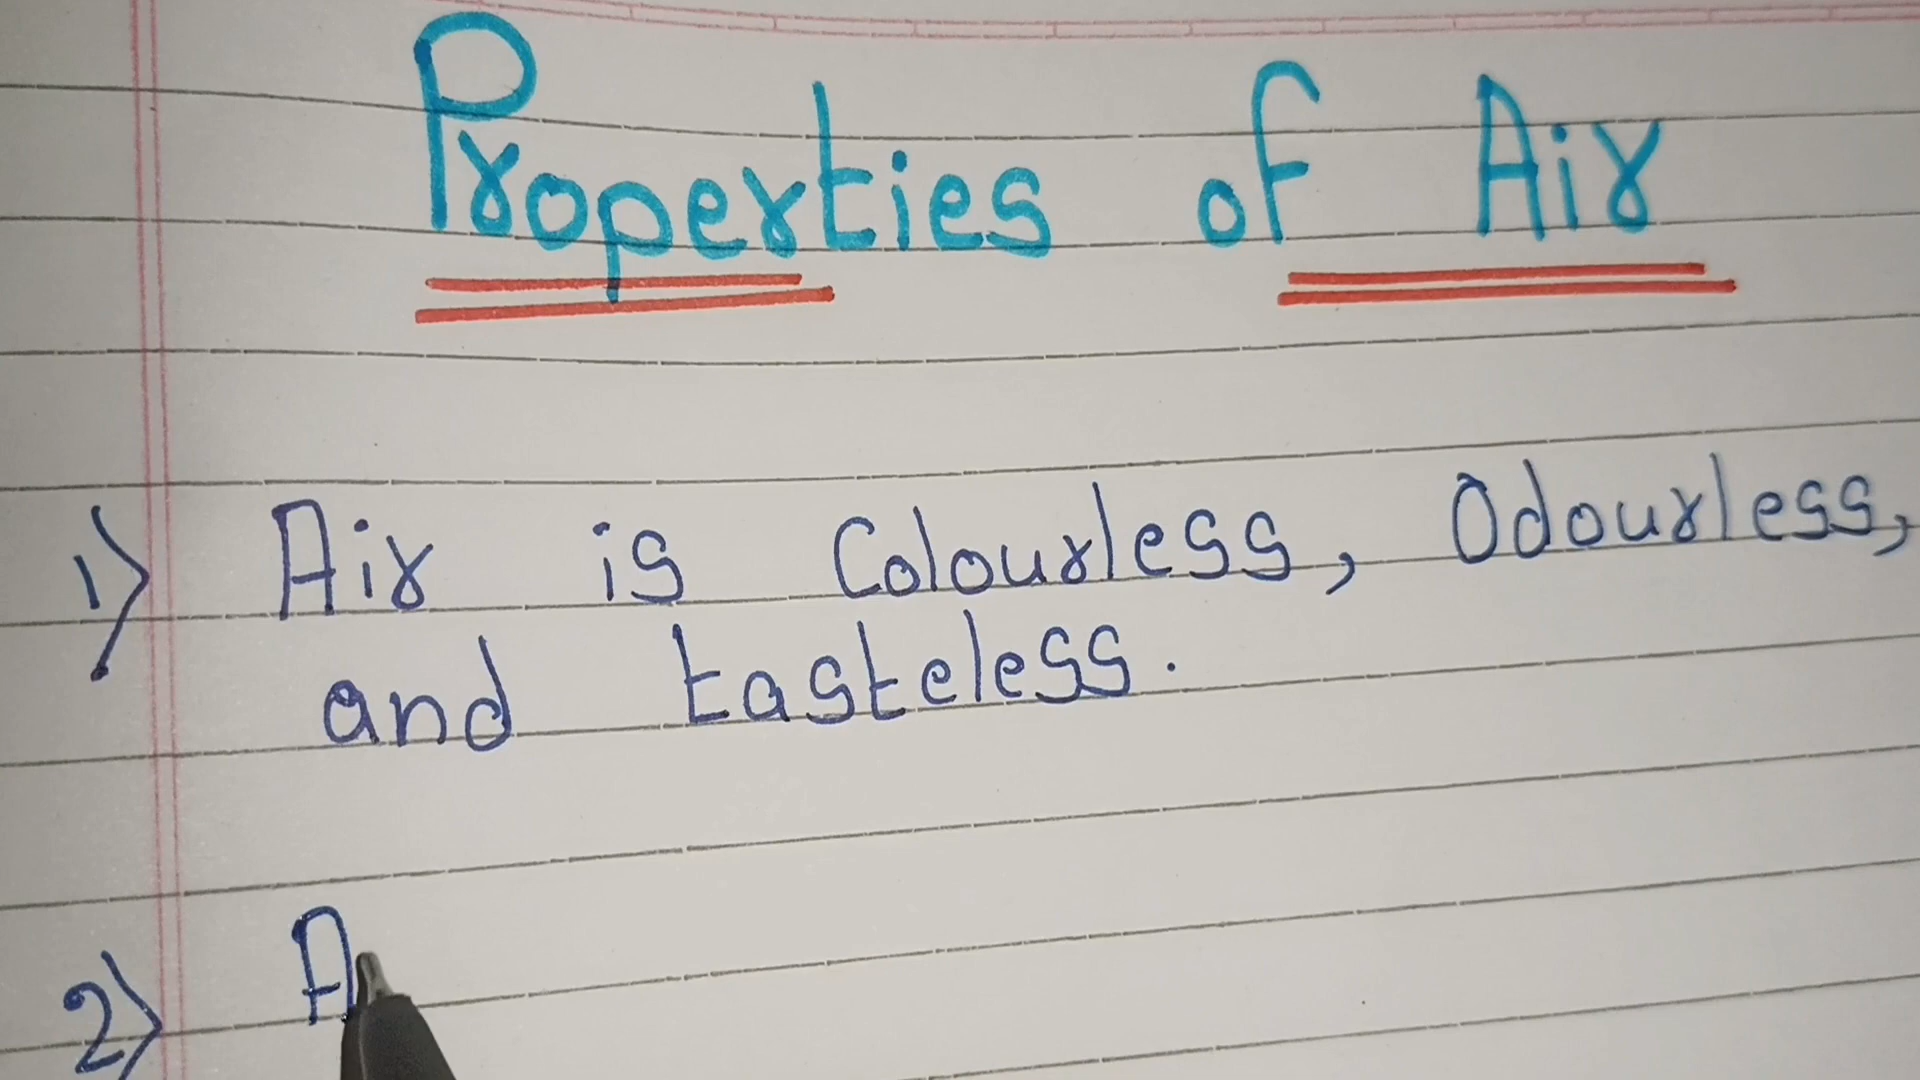 Properties of Air
1) Air is Colourless, Odourless,
and tasteless.
2) A